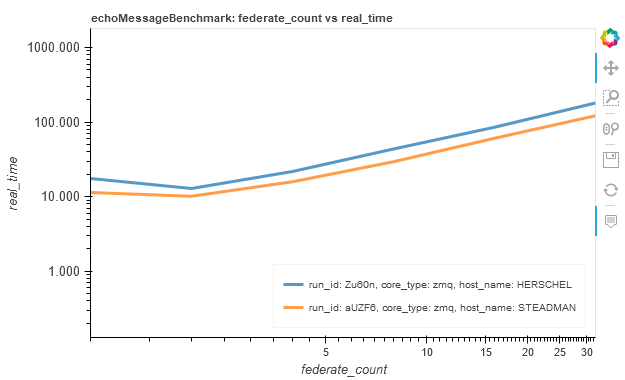 echoMessageBenchmark: federate_count vs real_time
1000.000
100.000
10.000
1.000
real_time
run_id: Zu60n, core_type: zmq, host_name: HERSCHEL
run_id: aUZF6, core_type: zmq, host_name: STEADMAN
5 10 15 20 25 30
federate_count